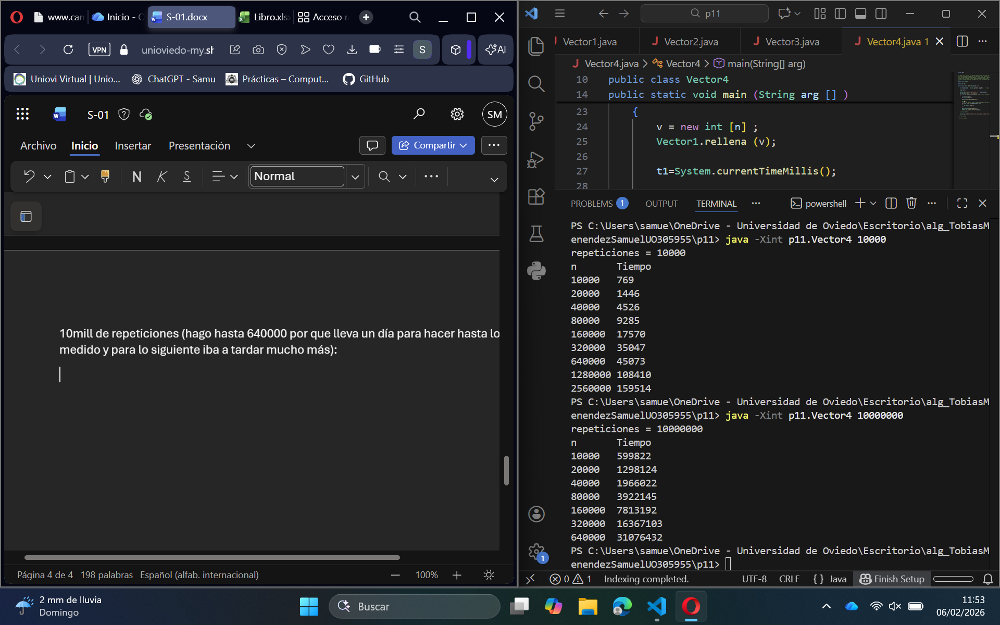 www.can
Inicio - O
S-01.docx
Libro.xls
Acceso r
VPN
unioviedo-my.sh
S
AI
Uniovi Virtual | Unio...
ChatGPT - Samu
Prácticas – Comput...
GitHub
S-01
SM
Archivo
Inicio
Insertar
Presentación
Compartir
N
K
S
Normal
10mill de repeticiones (hago hasta 640000 por que lleva un día para hacer hasta lo
medido y para lo siguiente iba a tardar mucho más):
Página 4 de 4
198 palabras
Español (alfab. internacional)
100%
p11
Vector1.java
Vector2.java
Vector3.java
Vector4.java 1
Vector4.java > Vector4 > main(String[] arg)
10 public class Vector4
14 public static void main (String arg [] )
23 {
24 v = new int [n] ;
25 Vector1.rellena (v);
26
27 t1=System.currentTimeMillis();
28
PROBLEMS 1
OUTPUT
TERMINAL
powershell
PS C:\Users\samue\OneDrive - Universidad de Oviedo\Escritorio\alg_TobiasM
enendezSamuelUO305955\p11> java -Xint p11.Vector4 10000
repeticiones = 10000
n Tiempo
10000 769
20000 1446
40000 4526
80000 9285
160000 17570
320000 35047
640000 45073
1280000 108410
2560000 159514
PS C:\Users\samue\OneDrive - Universidad de Oviedo\Escritorio\alg_TobiasM
enendezSamuelUO305955\p11> java -Xint p11.Vector4 10000000
repeticiones = 10000000
n Tiempo
10000 599822
20000 1298124
40000 1966022
80000 3922145
160000 7813192
320000 16367103
640000 31076432
PS C:\Users\samue\OneDrive - Universidad de Oviedo\Escritorio\alg_TobiasM
enendezSamuelUO305955\p11>
1
0
1
Indexing completed.
UTF-8
CRLF
{ } Java
Finish Setup
2 mm de lluvia
Domingo
Buscar
11:53
06/02/2026